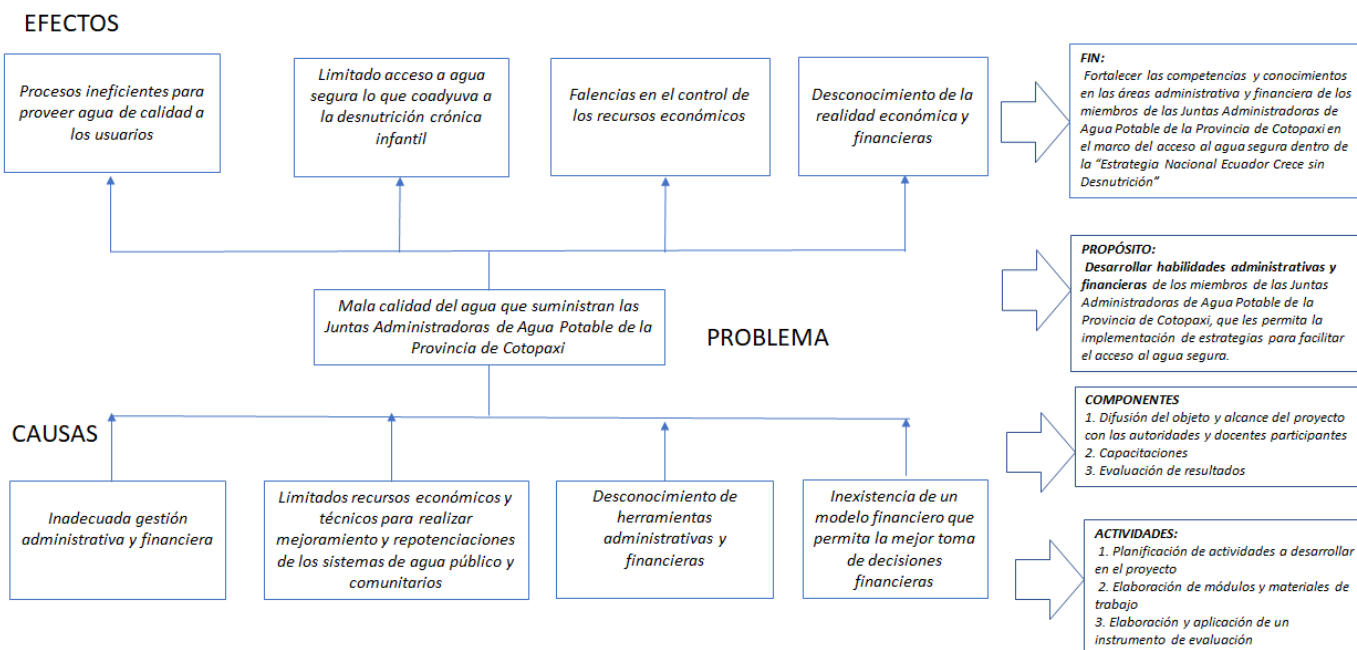 EFECTOS
Procesos ineficientes para
proveer agua de calidad a
los usuarios
Limitado acceso a agua
segura lo que coadyuva a
la desnutrición crónica
infantil
Falencias en el control de
los recursos económicos
Desconocimiento de la
realidad económica y
financieras
FIN:
Fortalecer las competencias y conocimientos
en las áreas administrativa y financiera de los
miembros de las Juntas Administradoras de
Agua Potable de la Provincia de Cotopaxi en
el marco del acceso al agua segura dentro de
la “Estrategia Nacional Ecuador Crece sin
Desnutrición”
Mala calidad del agua que suministran las
Juntas Administradoras de Agua Potable de la
Provincia de Cotopaxi
PROBLEMA
PROPÓSITO:
Desarrollar habilidades administrativas y
financieras de los miembros de las Juntas
Administradoras de Agua Potable de la
Provincia de Cotopaxi, que les permita la
implementación de estrategias para facilitar
el acceso al agua segura.
CAUSAS
Inadecuada gestión
administrativa y financiera
Limitados recursos económicos y
técnicos para realizar
mejoramiento y repotenciaciones
de los sistemas de agua público y
comunitarios
Desconocimiento de
herramientas
administrativas y
financieras
Inexistencia de un
modelo financiero que
permita la mejor toma
de decisiones
financieras
COMPONENTES
1. Difusión del objeto y alcance del proyecto
con las autoridades y docentes participantes
2. Capacitaciones
3. Evaluación de resultados
ACTIVIDADES:
1. Planificación de actividades a desarrollar
en el proyecto
2. Elaboración de módulos y materiales de
trabajo
3. Elaboración y aplicación de un
instrumento de evaluación